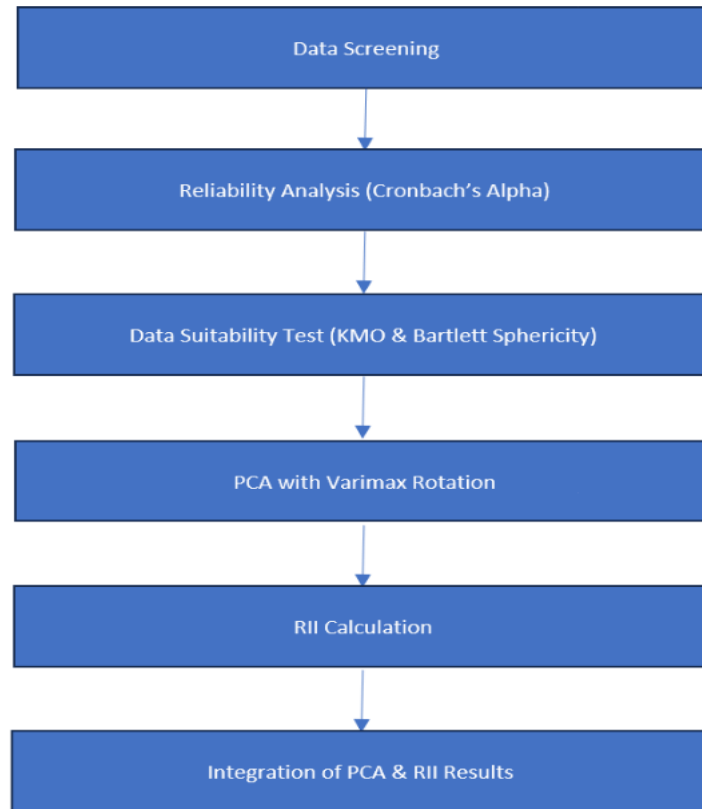 Data Screening
Reliability Analysis (Cronbach’s Alpha)
Data Suitability Test (KMO & Bartlett Sphericity)
PCA with Varimax Rotation
RII Calculation
Integration of PCA & RII Results